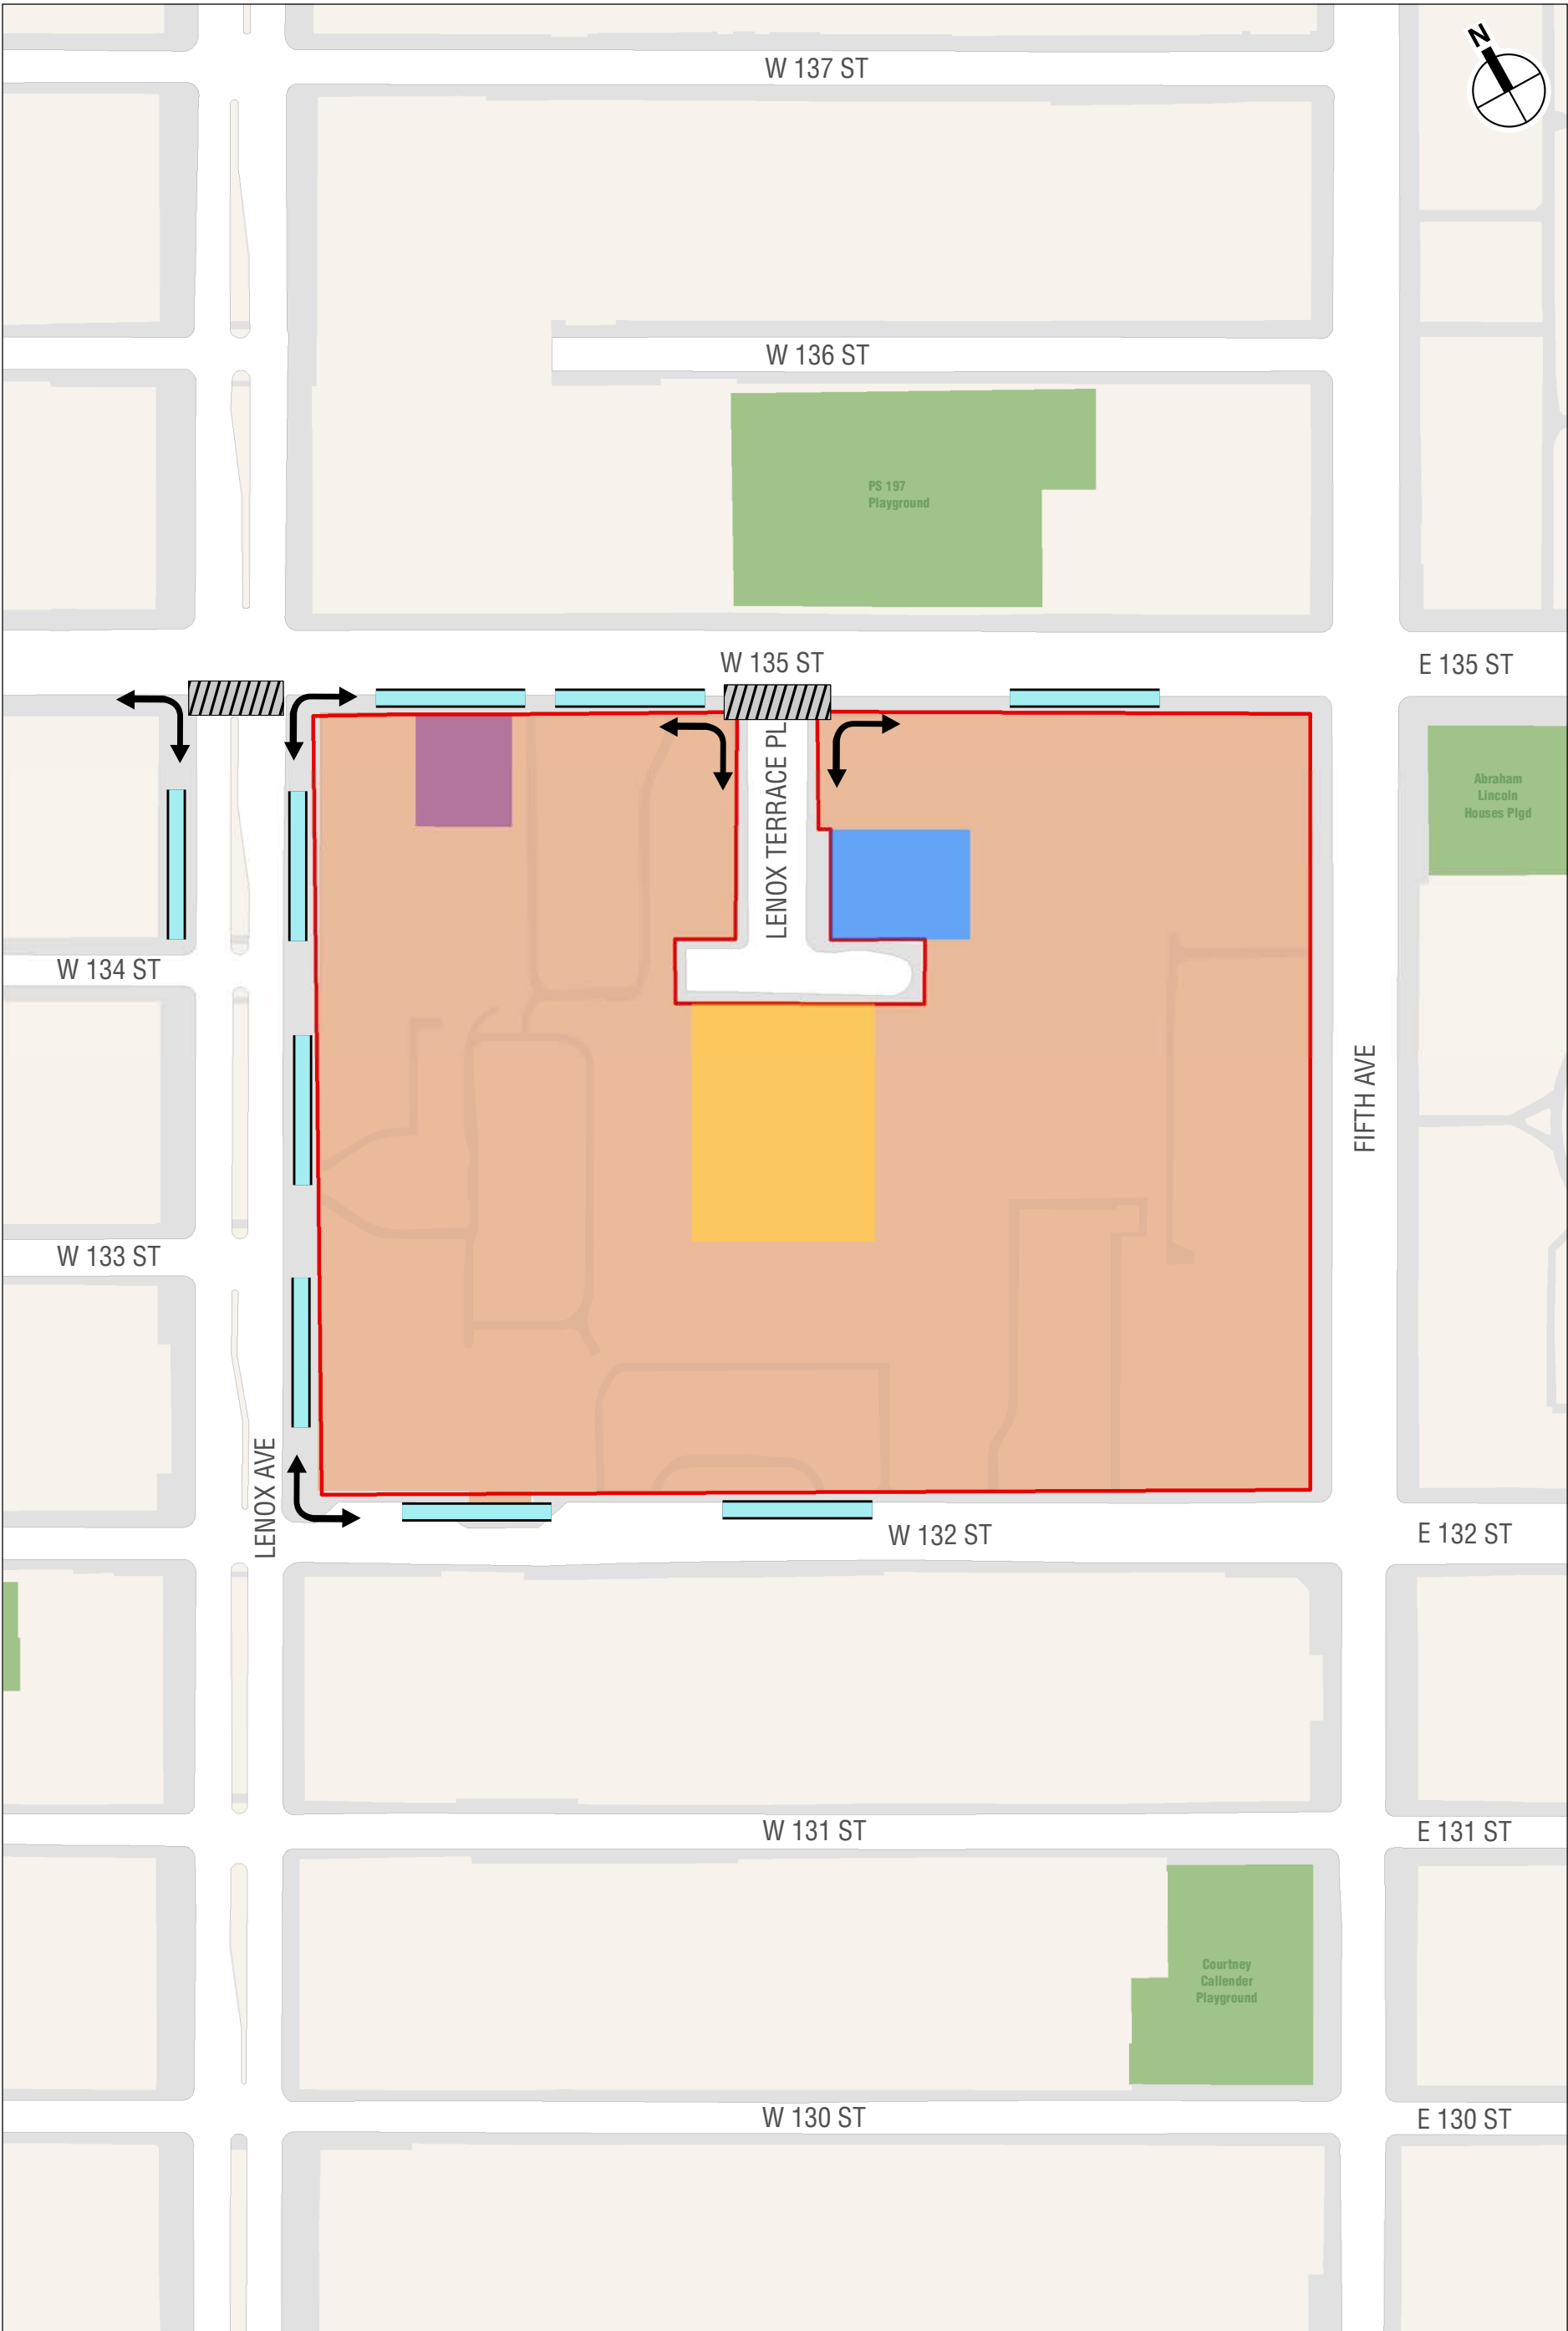 N
W 137 ST
W 136 ST
PS 197
Playground
W 135 ST
E 135 ST
LENOX TERRACE PL
Abraham
Lincoln
Houses Plgd
W 134 ST
FIFTH AVE
W 133 ST
LENOX AVE
W 132 ST
E 132 ST
W 131 ST
E 131 ST
Courtney
Callender
Playground
W 130 ST
E 130 ST